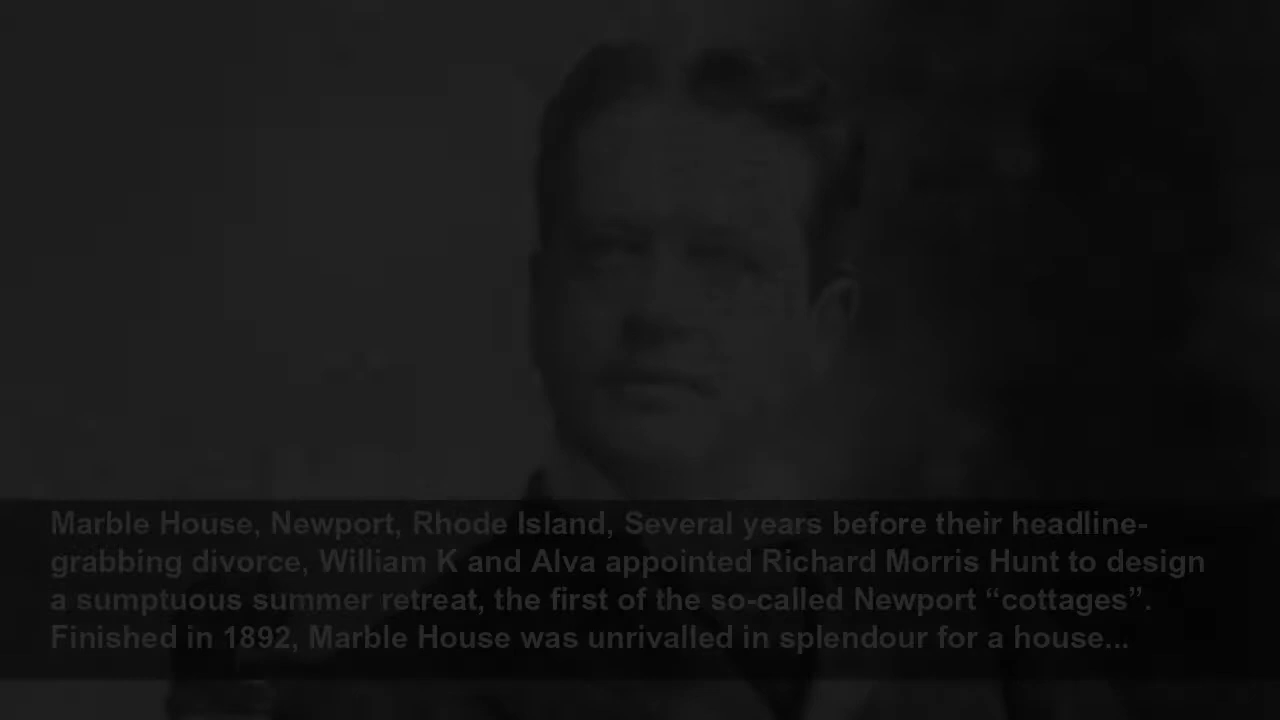 Marble House, Newport, Rhode Island, Several years before their headline-
grabbing divorce, William K and Alva appointed Richard Morris Hunt to design
a sumptuous summer retreat, the first of the so-called Newport “cottages”.
Finished in 1892, Marble House was unrivalled in splendour for a house...